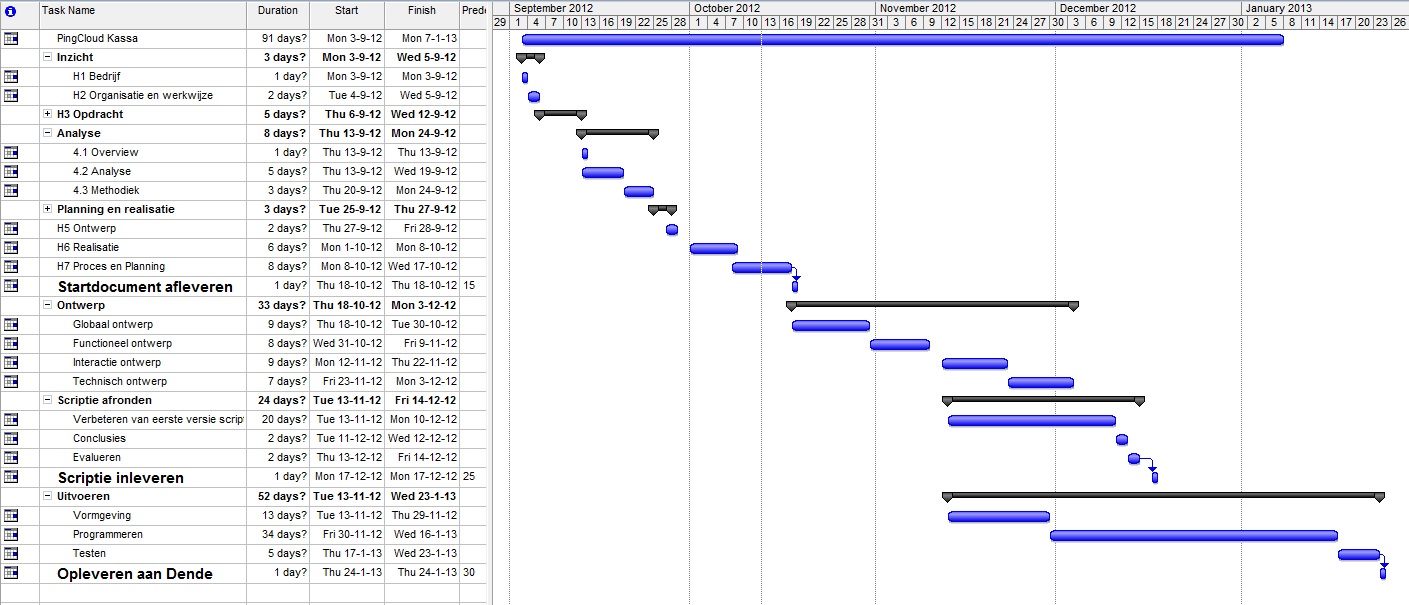 Task Name Duration Start Finish Prede
September 2012 October 2012 November 2012 December 2012 January 2013
29 1 4 7 10 13 16 19 22 25 28 1 4 7 10 13 16 19 22 25 28 31 3 6 9 12 15 18 21 24 27 30 3 6 9 12 15 18 21 24 27 30 2 5 8 11 14 17 20 23 26
PingCloud Kassa 91 days? Mon 3-9-12 Mon 7-1-13
Inzicht 3 days? Mon 3-9-12 Wed 5-9-12
H1 Bedrijf 1 day? Mon 3-9-12 Mon 3-9-12
H2 Organisatie en werkwijze 2 days? Tue 4-9-12 Wed 5-9-12
H3 Opdracht 5 days? Thu 6-9-12 Wed 12-9-12
Analyse 8 days? Thu 13-9-12 Mon 24-9-12
4.1 Overview 1 day? Thu 13-9-12 Thu 13-9-12
4.2 Analyse 5 days? Thu 13-9-12 Wed 19-9-12
4.3 Methodiek 3 days? Thu 20-9-12 Mon 24-9-12
Planning en realisatie 3 days? Tue 25-9-12 Thu 27-9-12
H5 Ontwerp 2 days? Thu 27-9-12 Fri 28-9-12
H6 Realisatie 6 days? Mon 1-10-12 Mon 8-10-12
H7 Proces en Planning 8 days? Mon 8-10-12 Wed 17-10-12
Startdocument afleveren 1 day? Thu 18-10-12 Thu 18-10-12 15
Ontwerp 33 days? Thu 18-10-12 Mon 3-12-12
Globaal ontwerp 9 days? Thu 18-10-12 Tue 30-10-12
Functioneel ontwerp 8 days? Wed 31-10-12 Fri 9-11-12
Interactie ontwerp 9 days? Mon 12-11-12 Thu 22-11-12
Technisch ontwerp 7 days? Fri 23-11-12 Mon 3-12-12
Scriptie afronden 24 days? Tue 13-11-12 Fri 14-12-12
Verbeteren van eerste versie scrip 20 days? Tue 13-11-12 Mon 10-12-12
Conclusies 2 days? Tue 11-12-12 Wed 12-12-12
Evalueren 2 days? Thu 13-12-12 Fri 14-12-12
Scriptie inleveren 1 day? Mon 17-12-12 Mon 17-12-12 25
Uitvoeren 52 days? Tue 13-11-12 Wed 23-1-13
Vormgeving 13 days? Tue 13-11-12 Thu 29-11-12
Programmeren 34 days? Fri 30-11-12 Wed 16-1-13
Testen 5 days? Thu 17-1-13 Wed 23-1-13
Opleveren aan Dende 1 day? Thu 24-1-13 Thu 24-1-13 30